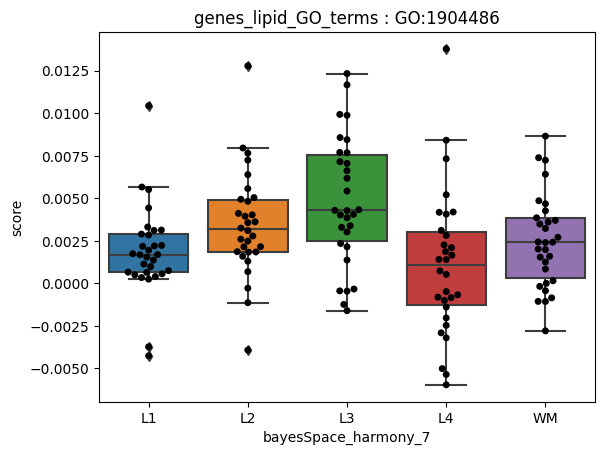 genes_lipid_GO_terms : GO:1904486
0.0125
0.0100
0.0075
0.0050
0.0025
0.0000
−0.0025
−0.0050
score
L1 L2 L3 L4 WM
bayesSpace_harmony_7